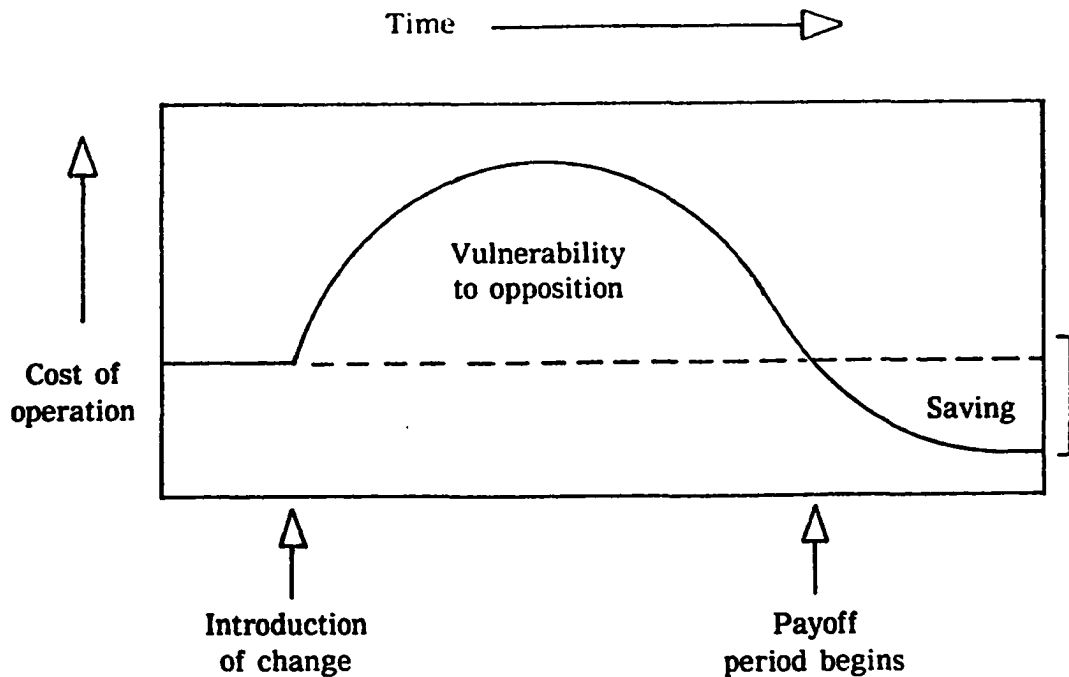 Time
Vulnerability
to opposition
Cost of
operation
Saving
Introduction
of change
Payoff
period begins